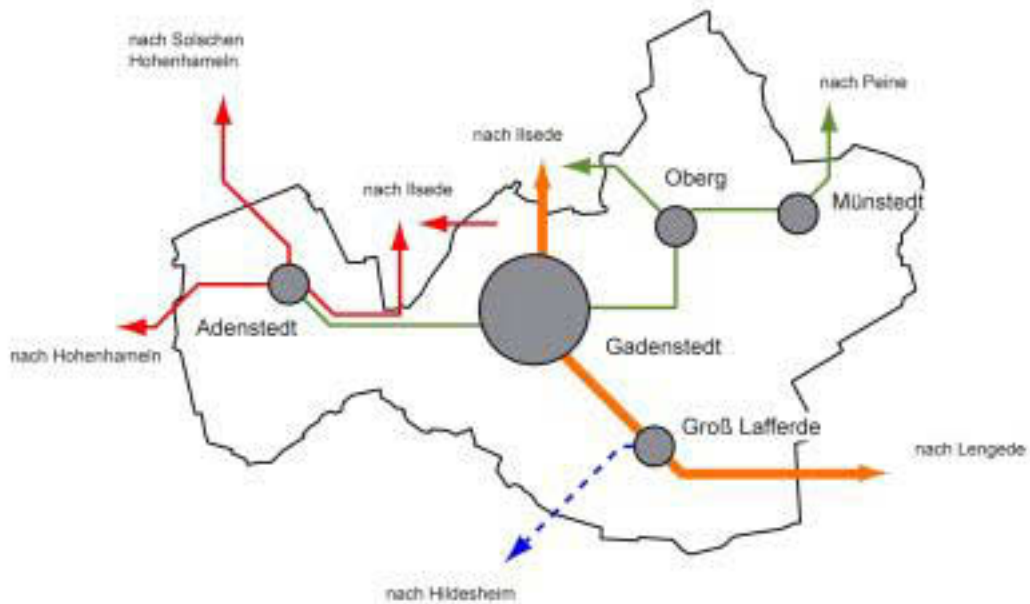 nach Solschen
Hohenhameln
nach Peine
nach Ilsede
nach Ilsede
Oberg
Münstedt
Adenstedt
Gadenstedt
nach Hohenhameln
Groß Lafferde
nach Lengede
nach Hildesheim